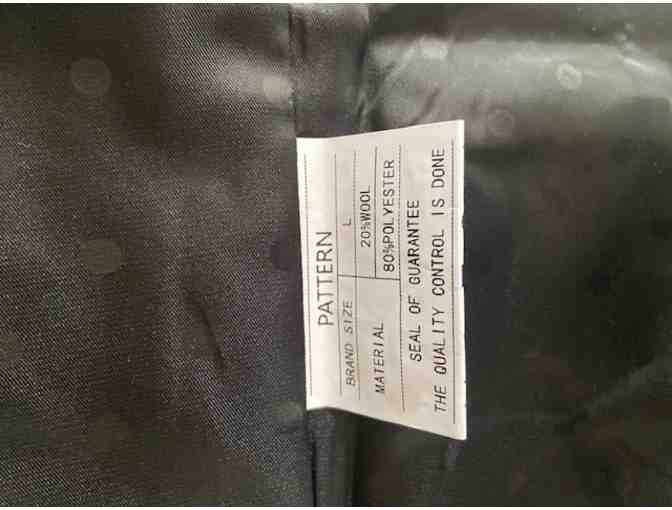 PATTERN
BRAND SIZE L
MATERIAL 20%WOOL
80%POLYESTER
SEAL OF GUARANTEE
THE QUALITY CONTROL IS DONE